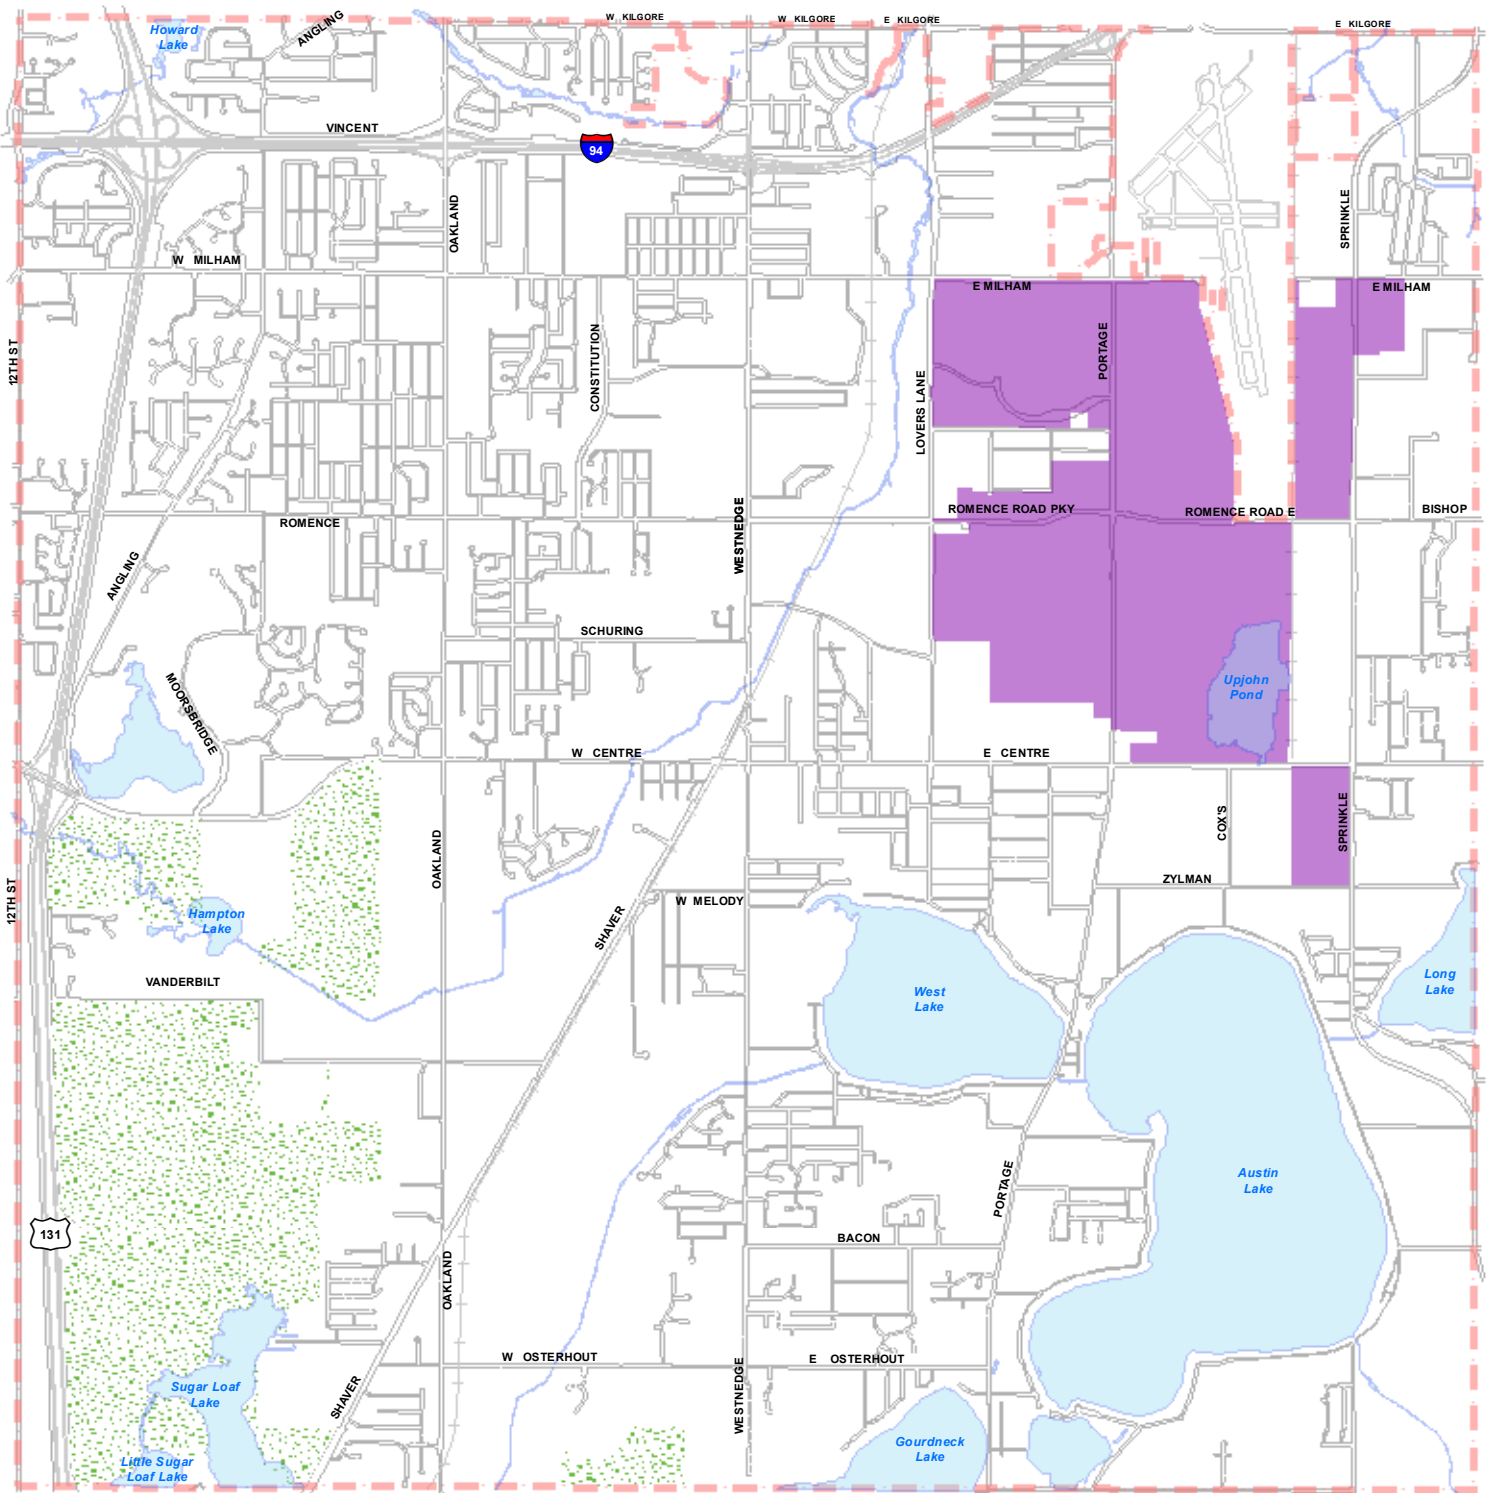 W KILGORE
W KILGORE
E KILGORE
E KILGORE
Howard
Lake
ANGLING
VINCENT
94
OAKLAND
SPRINKLE
W MILHAM
E MILHAM
E MILHAM
12TH ST
CONSTITUTION
PORTAGE
LOVERS LANE
WESTNEDGE
ROMENCE
ROMENCE ROAD PKY
ROMENCE ROAD E
BISHOP
ANGLING
SCHURING
MOORSBRIDGE
Upjohn
Pond
W CENTRE
E CENTRE
OAKLAND
COX'S
SPRINKLE
ZYLMAN
12TH ST
W MELODY
Hampton
Lake
SHAVER
VANDERBILT
West
Lake
Long
Lake
Austin
Lake
PORTAGE
131
BACON
OAKLAND
W OSTERHOUT
E OSTERHOUT
Sugar Loaf
Lake
SHAVER
WESTNEDGE
Gourdneck
Lake
Little Sugar
Loaf Lake